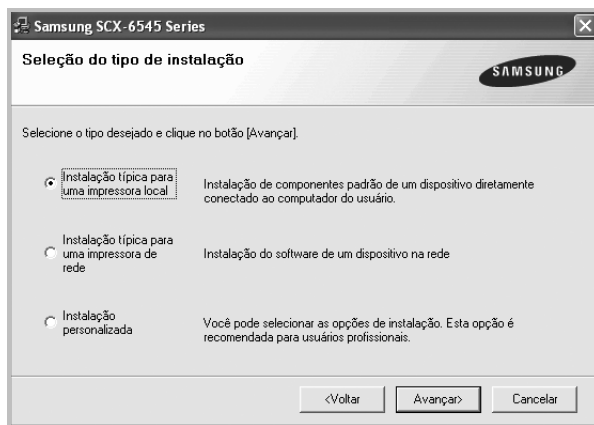 Samsung SCX-6545 Series
Seleção do tipo de instalação
SAMSUNG
Selecione o tipo desejado e clique no botão [Avançar].
Instalação típica para
uma impressora local
Instalação de componentes padrão de um dispositivo diretamente
conectado ao computador do usuário.
Instalação típica para
uma impressora de
rede
Instalação do software de um dispositivo na rede
Instalação
personalizada
Você pode selecionar as opções de instalação. Esta opção é
recomendada para usuários profissionais.
<Voltar
Avançar>
Cancelar